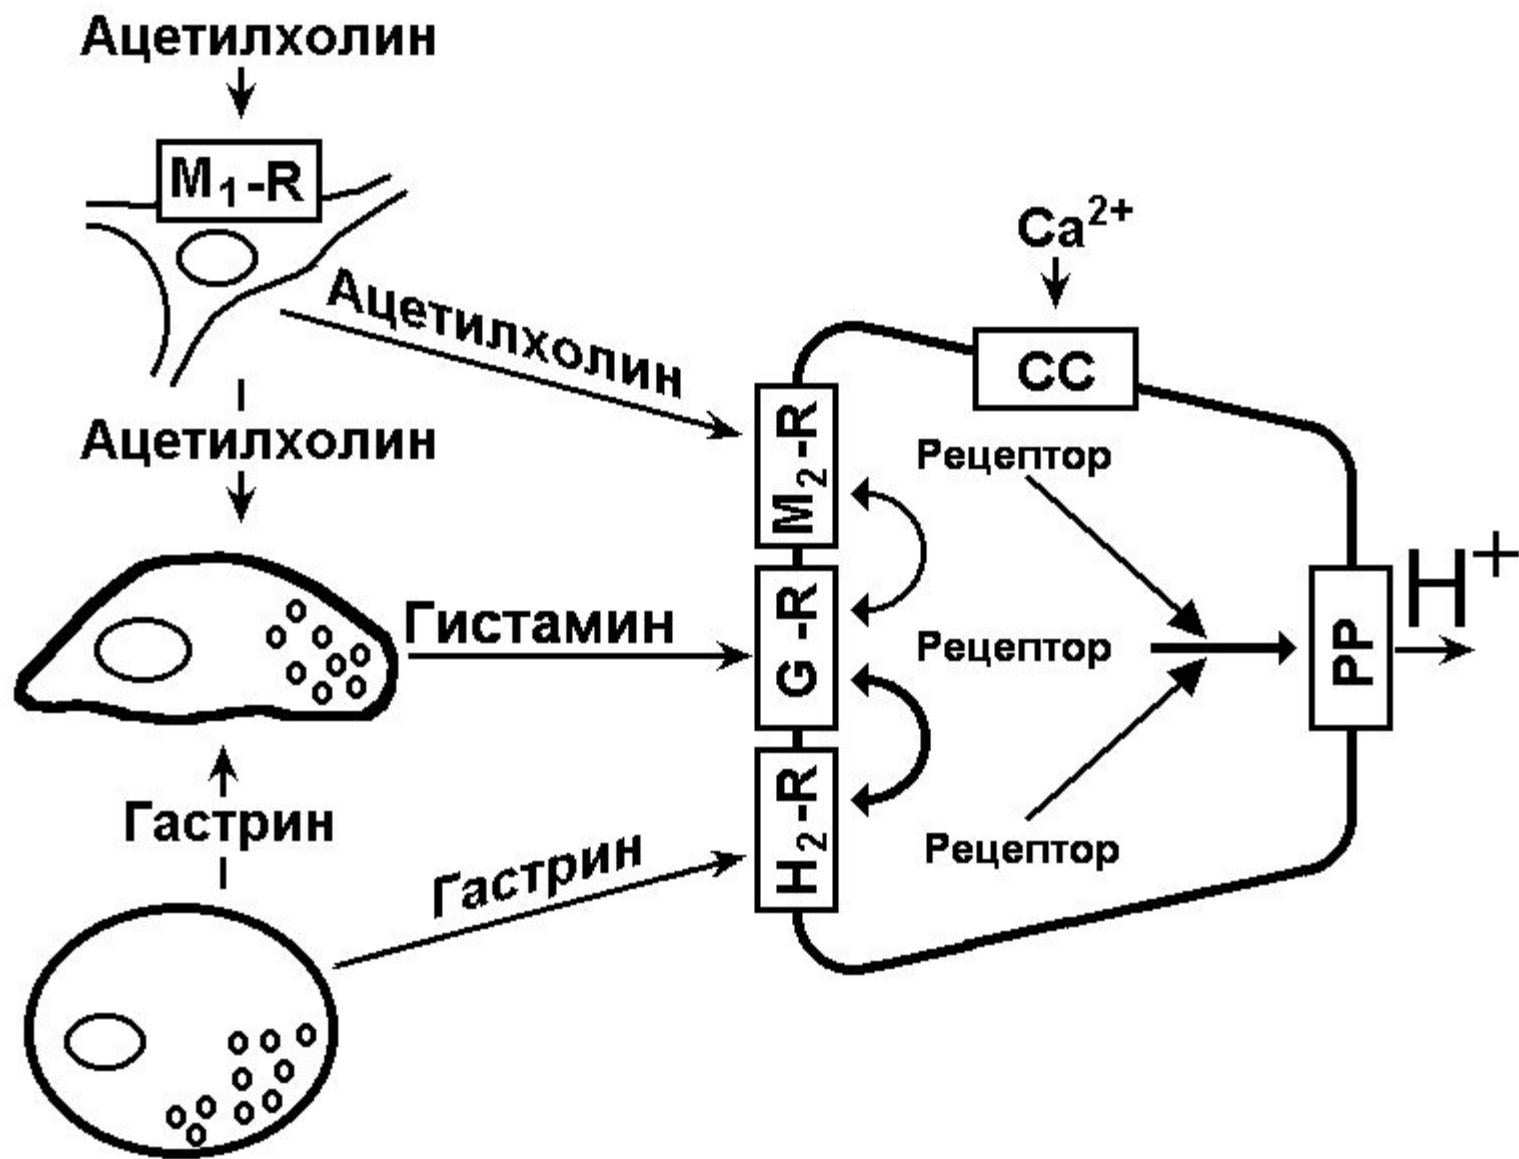 Ацетилхолин
M₁-R
Ацетилхолин
Ацетилхолин
Гистамин
Гастрин
Гастрин
Ca²⁺
CC
M₂-R
G-R
H₂-R
Рецептор
Рецептор
Рецептор
PP
H⁺